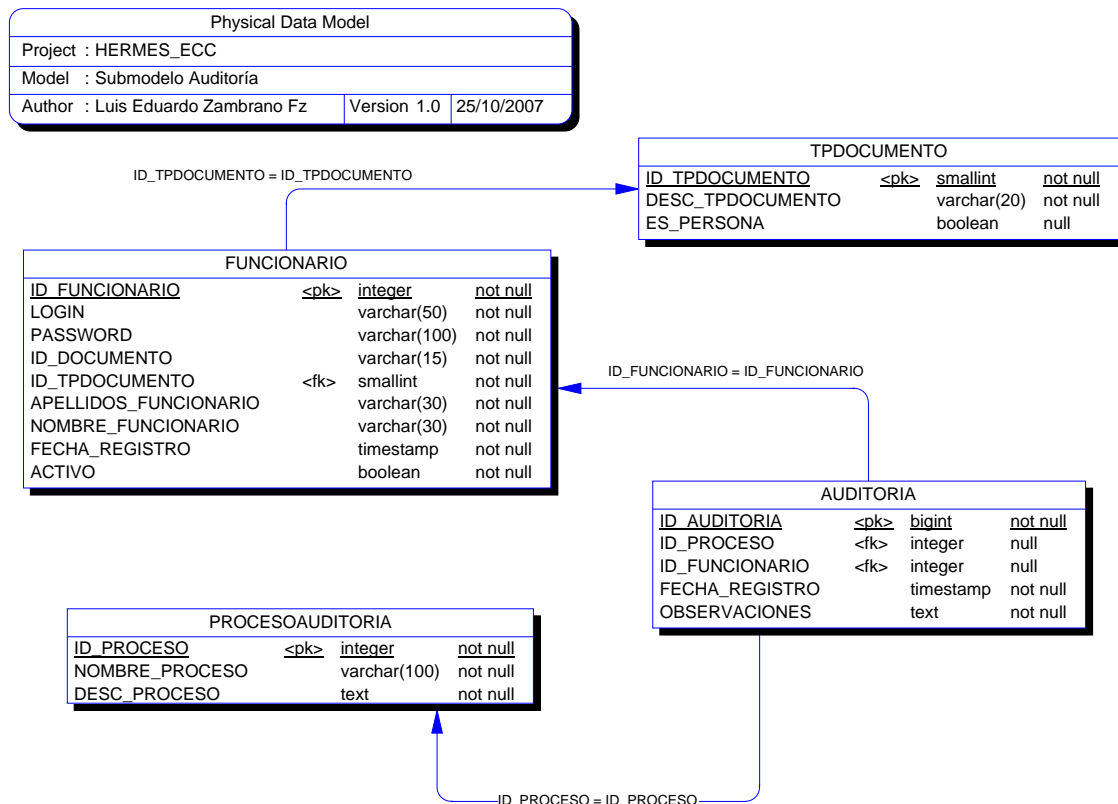 Physical Data Model
Project : HERMES_ECC
Model : Submodelo Auditoría
Author : Luis Eduardo Zambrano Fz Version 1.0 25/10/2007
ID_TPDOCUMENTO = ID_TPDOCUMENTO
TPDOCUMENTO
ID_TPDOCUMENTO <pk> smallint not null
DESC_TPDOCUMENTO varchar(20) not null
ES_PERSONA boolean null
FUNCIONARIO
ID_FUNCIONARIO <pk> integer not null
LOGIN varchar(50) not null
PASSWORD varchar(100) not null
ID_DOCUMENTO varchar(15) not null
ID_TPDOCUMENTO <fk> smallint not null
APELLIDOS_FUNCIONARIO varchar(30) not null
NOMBRE_FUNCIONARIO varchar(30) not null
FECHA_REGISTRO timestamp not null
ACTIVO boolean not null
ID_FUNCIONARIO = ID_FUNCIONARIO
AUDITORIA
ID_AUDITORIA <pk> bigint not null
ID_PROCESO <fk> integer null
ID_FUNCIONARIO <fk> integer null
FECHA_REGISTRO timestamp not null
OBSERVACIONES text not null
PROCESOAUDITORIA
ID_PROCESO <pk> integer not null
NOMBRE_PROCESO varchar(100) not null
DESC_PROCESO text not null
ID_PROCESO = ID_PROCESO